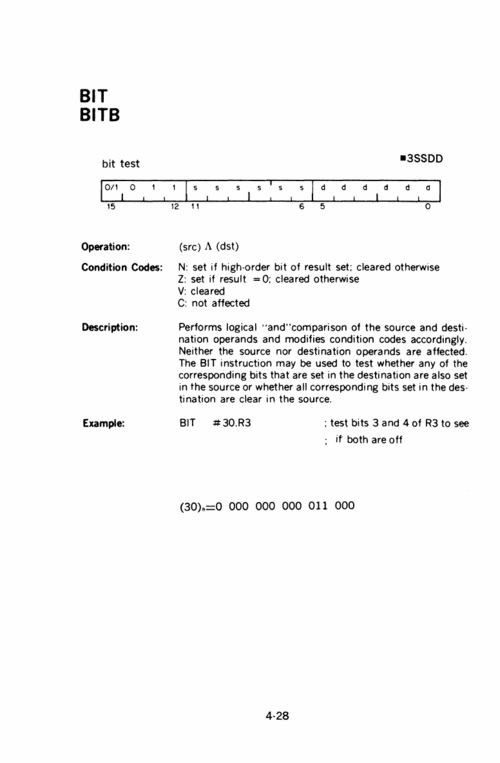 BIT
BITB
bit test ■3SSDD
0/1 0 1 1 s s s s s s d d d d d d
15 12 11 6 5 0
Operation: (src) Λ (dst)
Condition Codes: N: set if high-order bit of result set; cleared otherwise
Z: set if result =0; cleared otherwise
V: cleared
C: not affected
Description: Performs logical "and"comparison of the source and desti-
nation operands and modifies condition codes accordingly.
Neither the source nor destination operands are affected.
The BIT instruction may be used to test whether any of the
corresponding bits that are set in the destination are also set
in the source or whether all corresponding bits set in the des-
tination are clear in the source.
Example: BIT #30.R3 ; test bits 3 and 4 of R3 to see
; if both are off
(30)₈=0 000 000 000 011 000
4-28